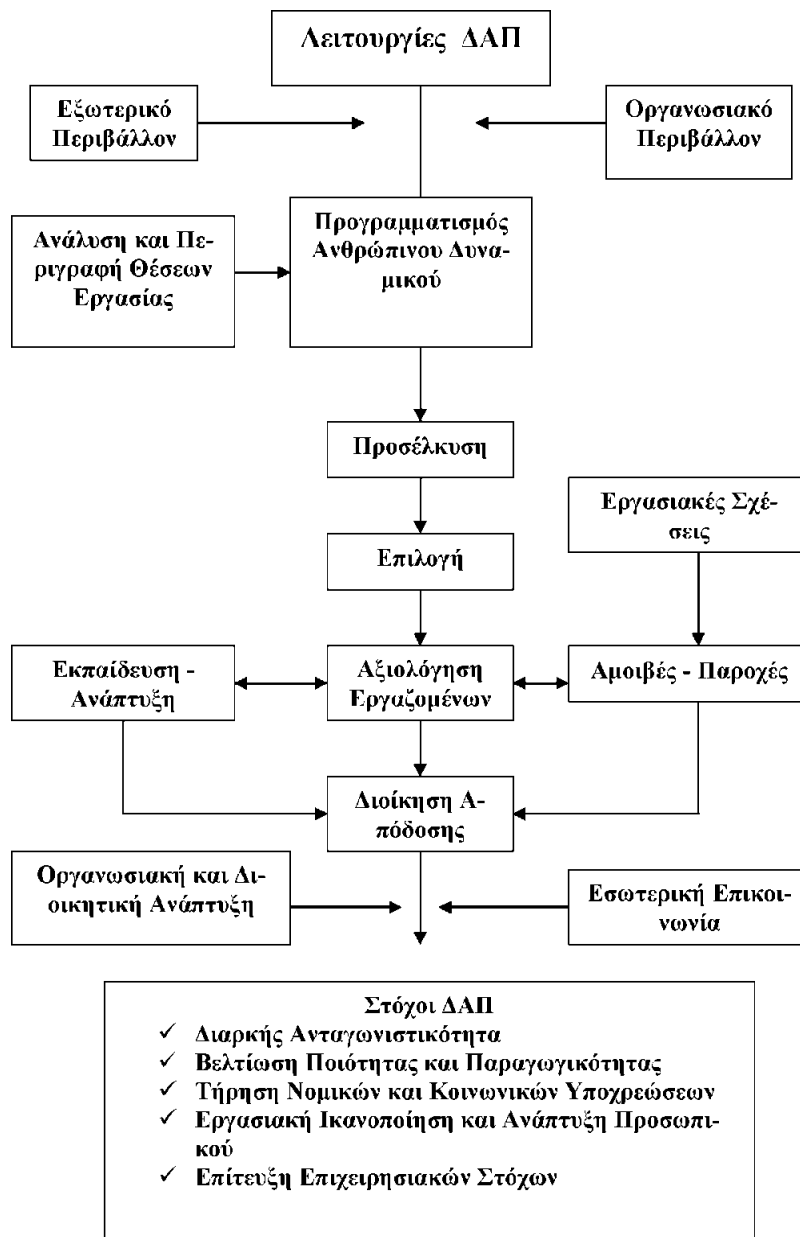 Λειτουργίες ΔΑΠ
Εξωτερικό
Περιβάλλον
Οργανωσιακό
Περιβάλλον
Ανάλυση και Πε-
ριγραφή Θέσεων
Εργασίας
Προγραμματισμός
Ανθρώπινου Δυνα-
μικού
Προσέλκυση
Εργασιακές Σχέ-
σεις
Επιλογή
Εκπαίδευση -
Ανάπτυξη
Αξιολόγηση
Εργαζομένων
Αμοιβές - Παροχές
Διοίκηση Α-
πόδοσης
Οργανωσιακή και Δι-
οικητική Ανάπτυξη
Εσωτερική Επικοι-
νωνία
Στόχοι ΔΑΠ
✓ Διαρκής Ανταγωνιστικότητα
✓ Βελτίωση Ποιότητας και Παραγωγικότητας
✓ Τήρηση Νομικών και Κοινωνικών Υποχρεώσεων
✓ Εργασιακή Ικανοποίηση και Ανάπτυξη Προσωπι-
κού
✓ Επίτευξη Επιχειρησιακών Στόχων